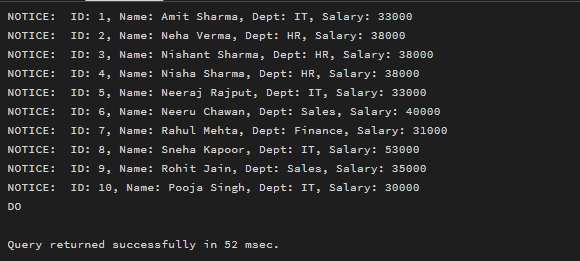 NOTICE:  ID: 1, Name: Amit Sharma, Dept: IT, Salary: 33000
NOTICE:  ID: 2, Name: Neha Verma, Dept: HR, Salary: 38000
NOTICE:  ID: 3, Name: Nishant Sharma, Dept: HR, Salary: 38000
NOTICE:  ID: 4, Name: Nisha Sharma, Dept: HR, Salary: 38000
NOTICE:  ID: 5, Name: Neeraj Rajput, Dept: IT, Salary: 33000
NOTICE:  ID: 6, Name: Neeru Chawan, Dept: Sales, Salary: 40000
NOTICE:  ID: 7, Name: Rahul Mehta, Dept: Finance, Salary: 31000
NOTICE:  ID: 8, Name: Sneha Kapoor, Dept: IT, Salary: 53000
NOTICE:  ID: 9, Name: Rohit Jain, Dept: Sales, Salary: 35000
NOTICE:  ID: 10, Name: Pooja Singh, Dept: IT, Salary: 30000
DO
Query returned successfully in 52 msec.